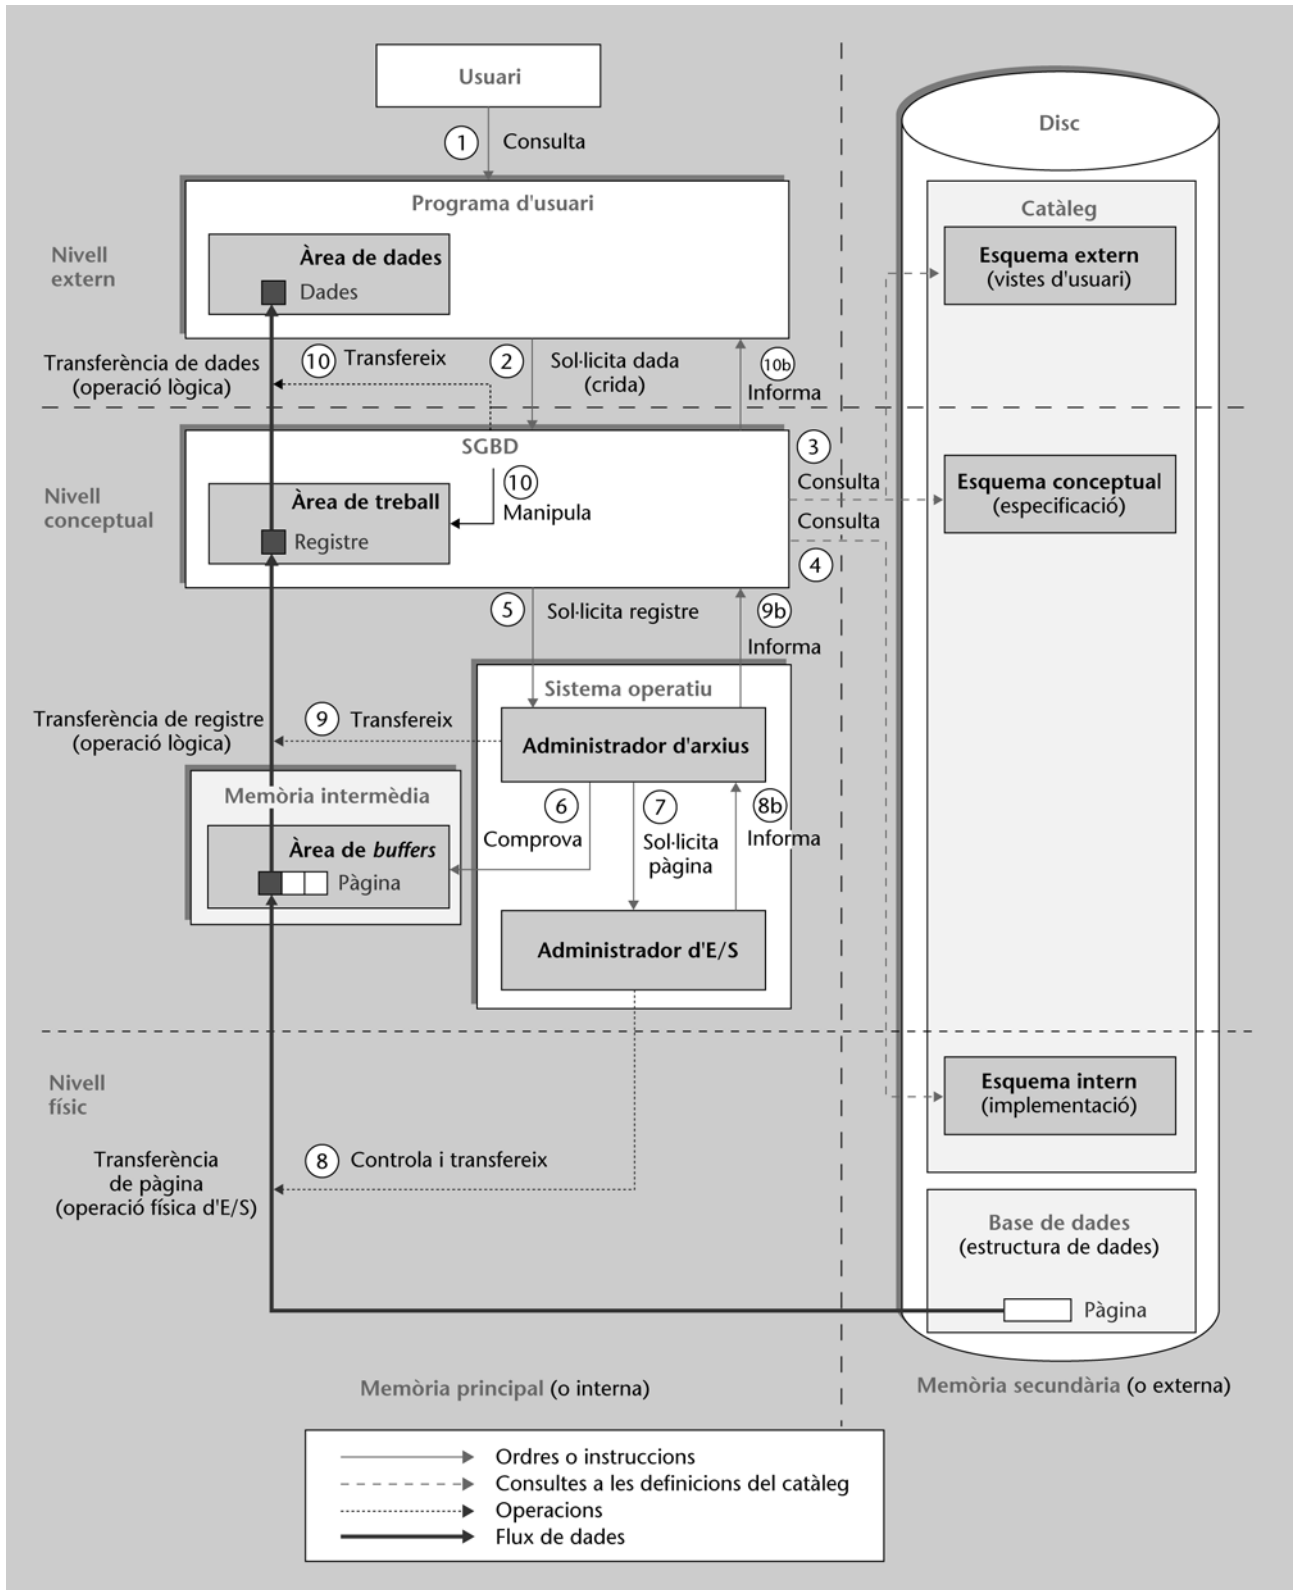 Usuari
1
Consulta
Disc
Programa d'usuari
Catàleg
Nivell
extern
Àrea de dades
Dades
Esquema extern
(vistes d'usuari)
Transferència de dades
(operació lògica)
10
Transfereix
2
Sol·licita dada
(crida)
10b
Informa
SGBD
3
Consulta
Nivell
conceptual
Àrea de treball
Registre
10
Manipula
Consulta
4
Esquema conceptual
(especificació)
5
Sol·licita registre
9b
Informa
Sistema operatiu
Transferència de registre
(operació lògica)
9
Transfereix
Administrador d'arxius
Memòria intermèdia
6
Comprova
7
Sol·licita
pàgina
8b
Informa
Àrea de buffers
Pàgina
Administrador d'E/S
Nivell
físic
Esquema intern
(implementació)
Transferència
de pàgina
(operació física d'E/S)
8
Controla i transfereix
Base de dades
(estructura de dades)
Pàgina
Memòria principal (o interna)
Memòria secundària (o externa)
Ordres o instruccions
Consultes a les definicions del catàleg
Operacions
Flux de dades